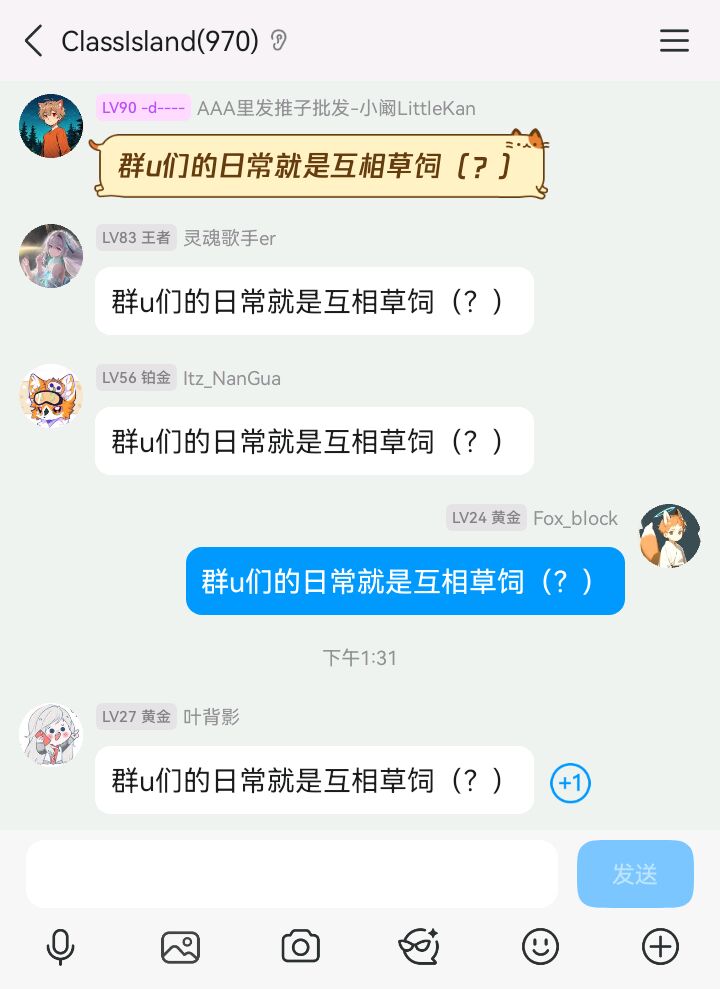 ClassIsland(970)
LV90 -d---- AAA里发推子批发-小阚LittleKan
群u们的日常就是互相草饲（？）
LV83 王者 灵魂歌手er
群u们的日常就是互相草饲（？）
LV56 铂金 Itz_NanGua
群u们的日常就是互相草饲（？）
LV24 黄金 Fox_block
群u们的日常就是互相草饲（？）
下午1:31
LV27 黄金 叶背影
群u们的日常就是互相草饲（？）
+1
发送